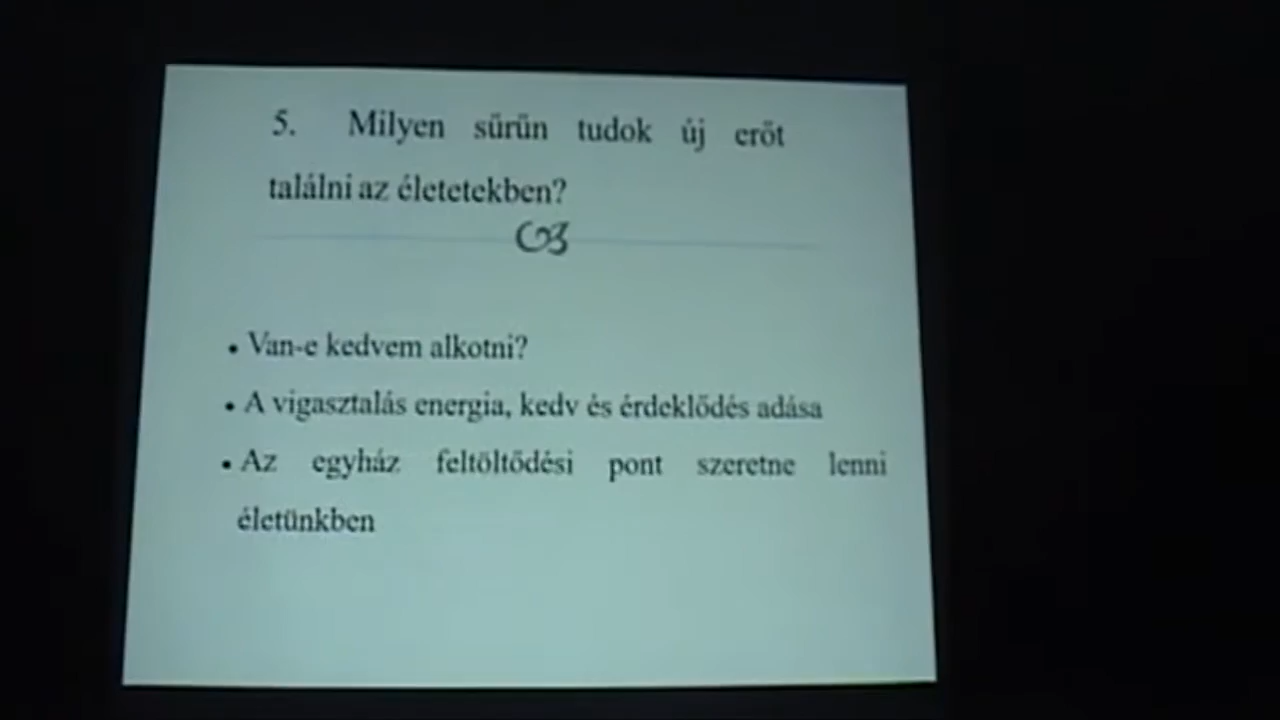 5. Milyen sűrűn tudok új erőt
találni az életetekben?
• Van-e kedvem alkotni?
• A vigasztalás energia, kedv és érdeklődés adása
• Az egyház feltöltődési pont szeretne lenni
életünkben